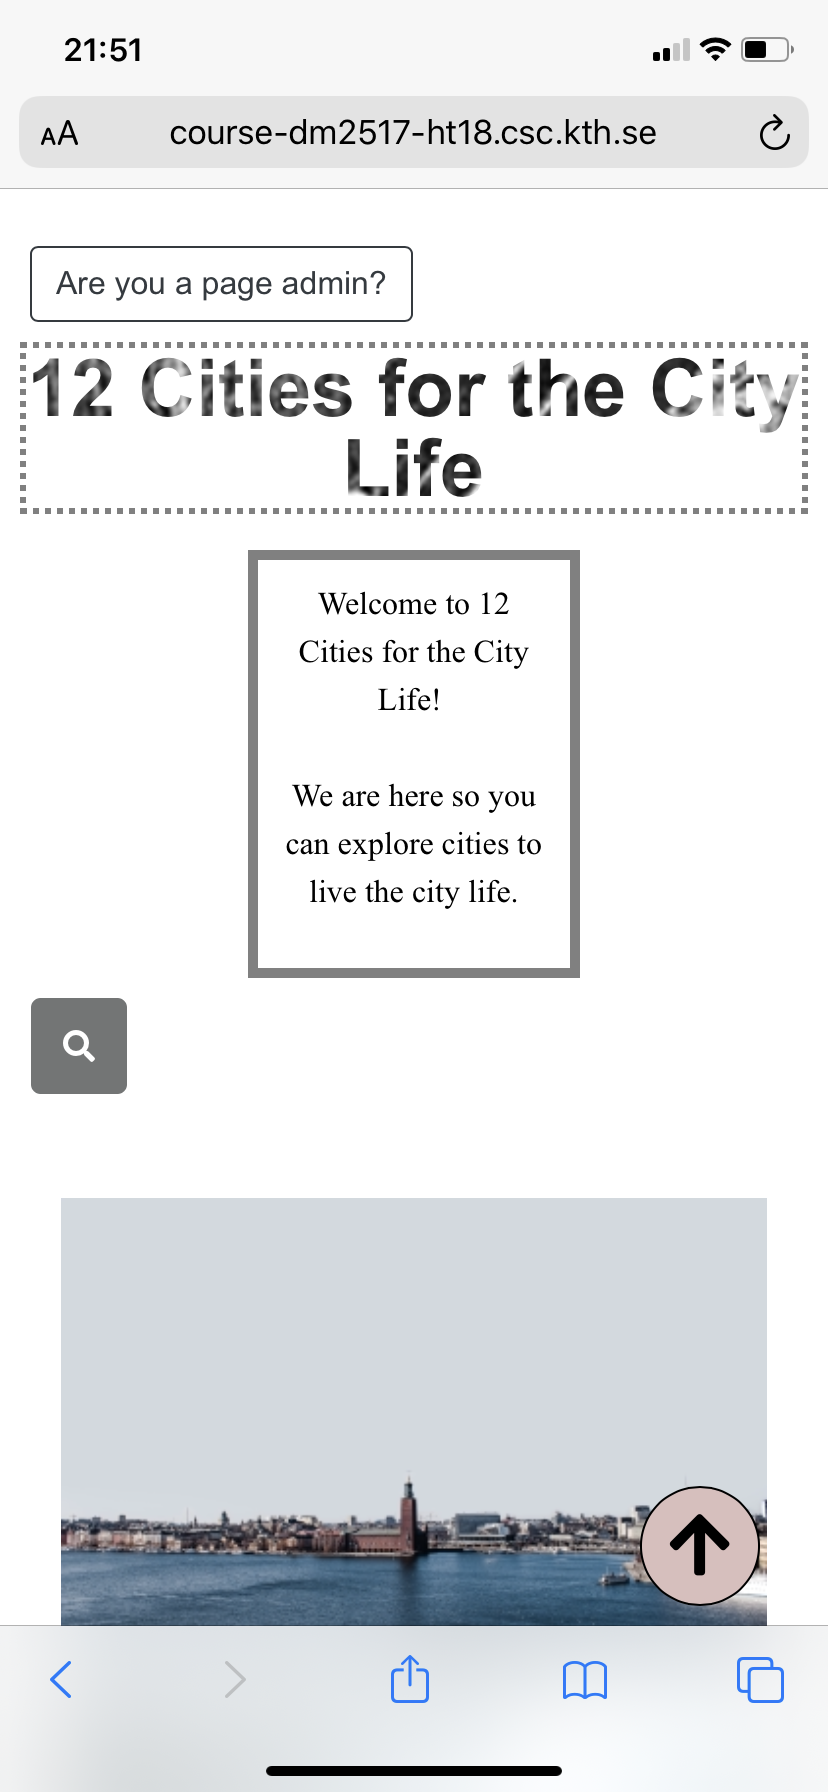 21:51
AA course-dm2517-ht18.csc.kth.se
Are you a page admin?
12 Cities for the City
Life
Welcome to 12
Cities for the City
Life!
We are here so you
can explore cities to
live the city life.